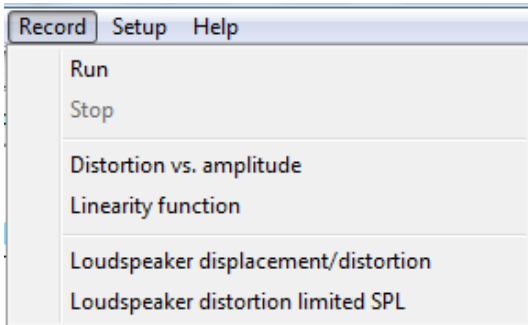 Record Setup Help
Run
Stop
Distortion vs. amplitude
Linearity function
Loudspeaker displacement/distortion
Loudspeaker distortion limited SPL